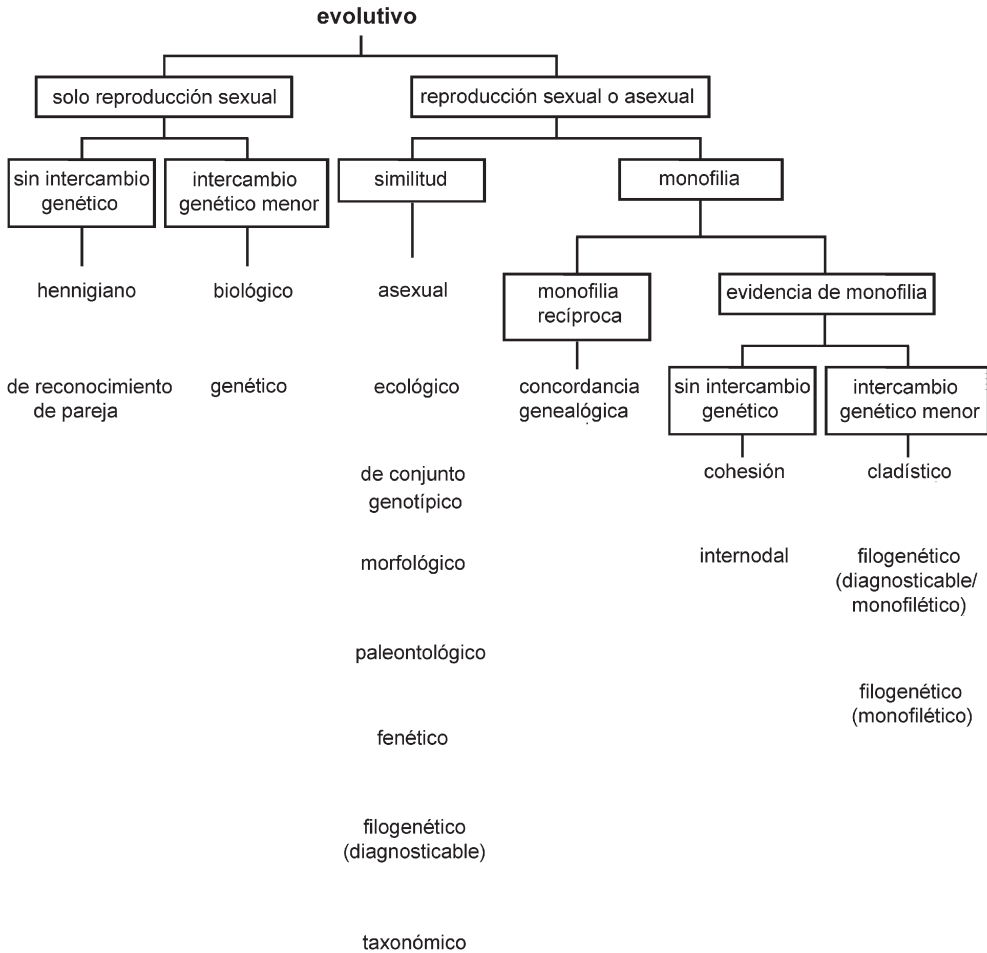 evolutivo
solo reproducción sexual
reproducción sexual o asexual
sin intercambio
genético
intercambio
genético menor
similitud
monofilia
hennigiano
biológico
asexual
monofilia
recíproca
evidencia de monofilia
de reconocimiento
de pareja
genético
ecológico
concordancia
genealógica
sin intercambio
genético
intercambio
genético menor
de conjunto
genotípico
cohesión
cladístico
morfológico
internodal
filogenético
(diagnosticable/
monofilético)
paleontológico
filogenético
(monofilético)
fenético
filogenético
(diagnosticable)
taxonómico